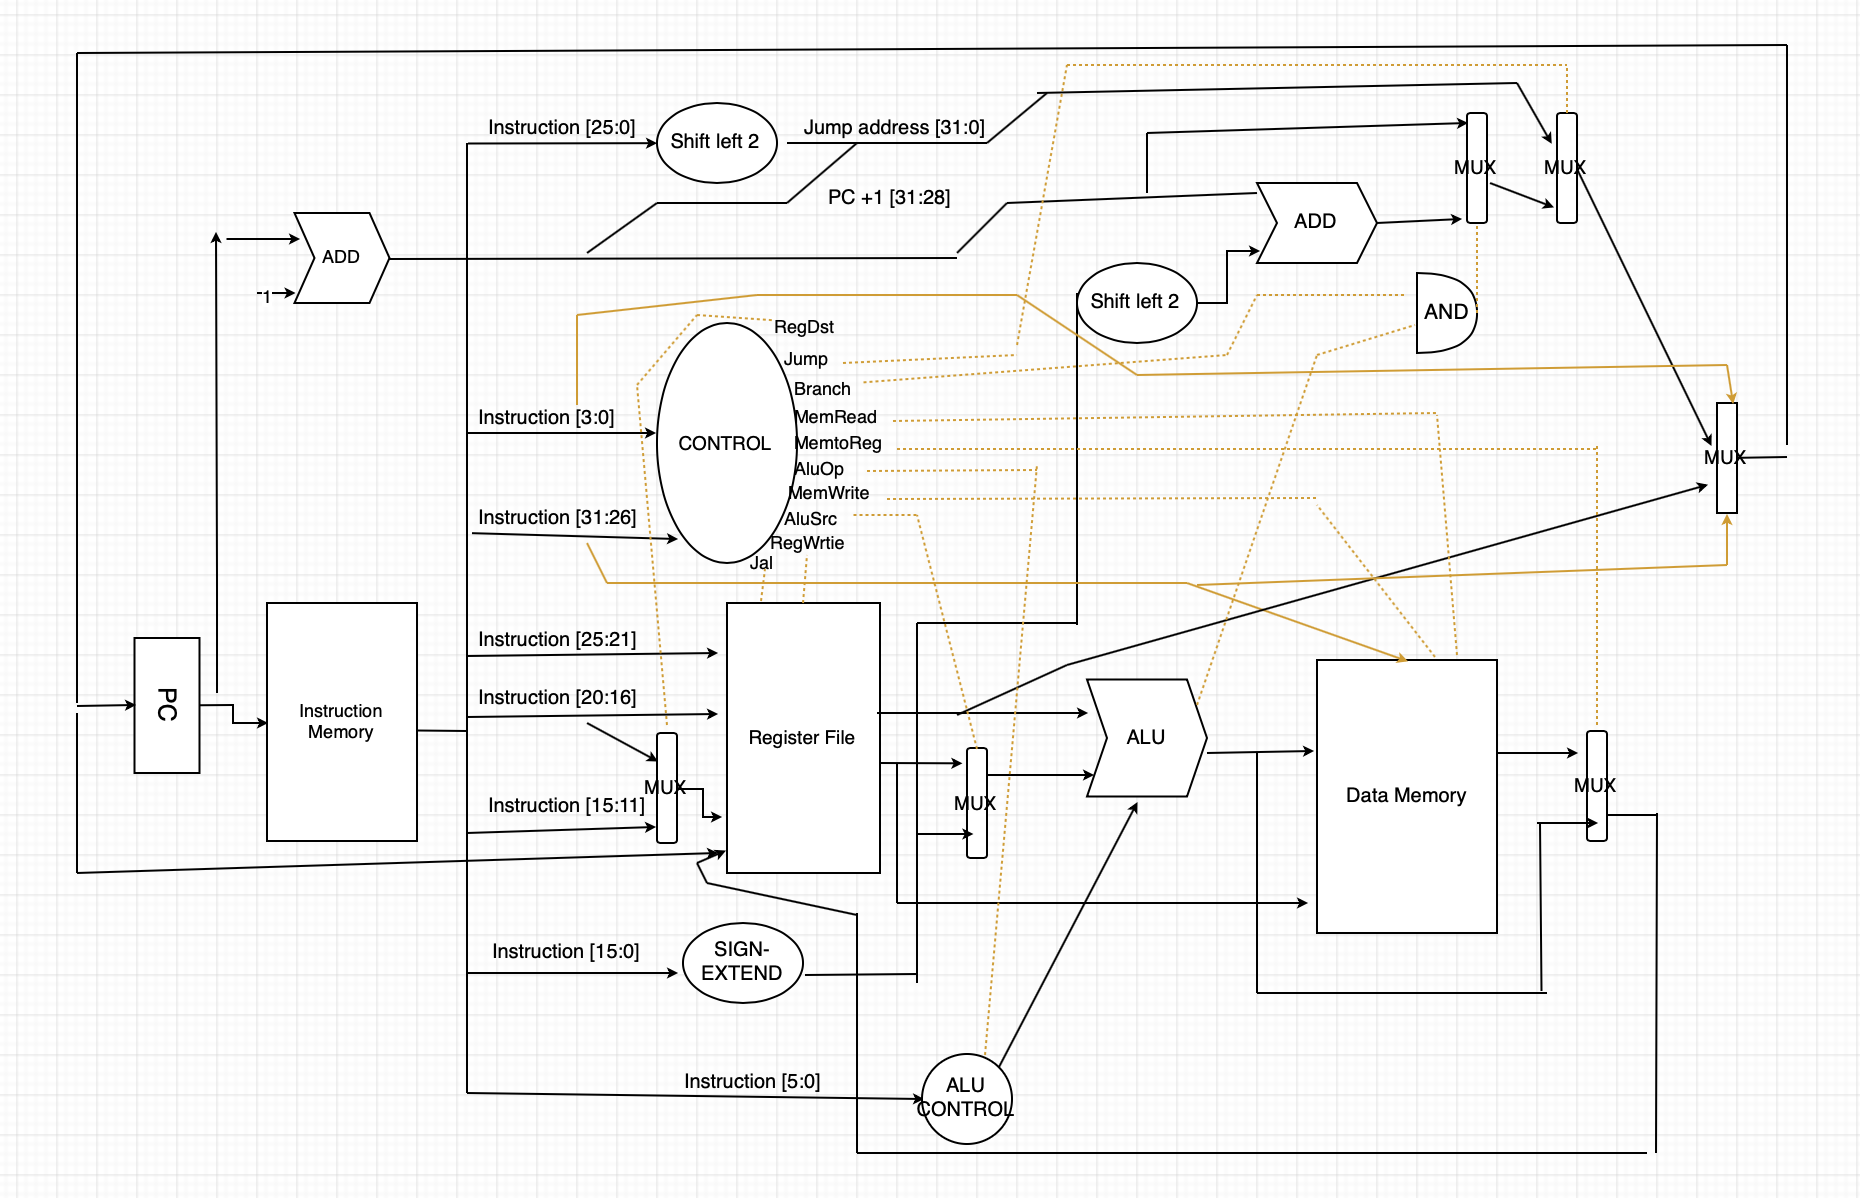 Instruction [25:0]
Shift left 2
Jump address [31:0]
MUX
MUX
PC +1 [31:28]
ADD
ADD
-1
Shift left 2
AND
RegDst
Jump
Branch
Instruction [3:0]
MemRead
CONTROL
MemtoReg
MUX
AluOp
MemWrite
Instruction [31:26]
AluSrc
RegWrtie
Jal
Instruction [25:21]
Instruction [20:16]
PC
Instruction
Memory
Register File
ALU
MUX
MUX
Data Memory
Instruction [15:11]
MUX
Instruction [15:0]
SIGN-
EXTEND
Instruction [5:0]
ALU
CONTROL